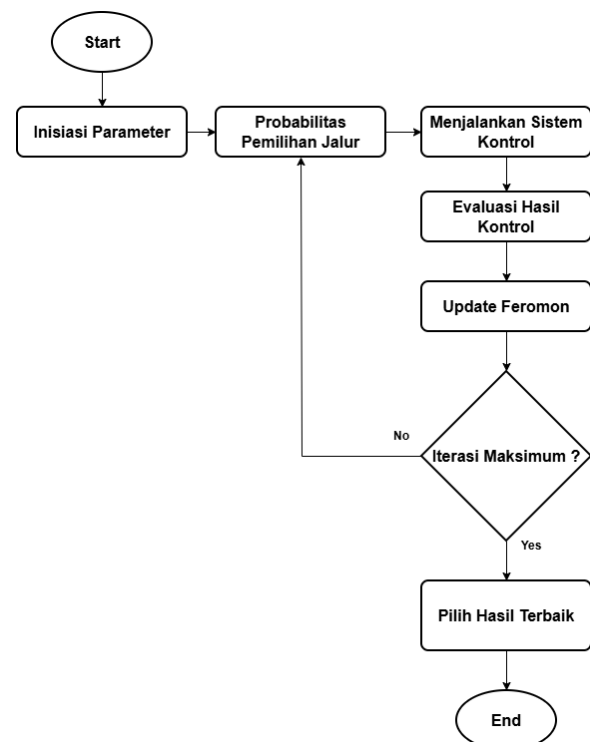 Start
Inisiasi Parameter
Probabilitas
Pemilihan Jalur
Menjalankan Sistem
Kontrol
Evaluasi Hasil
Kontrol
Update Feromon
Iterasi Maksimum ?
No
Yes
Pilih Hasil Terbaik
End